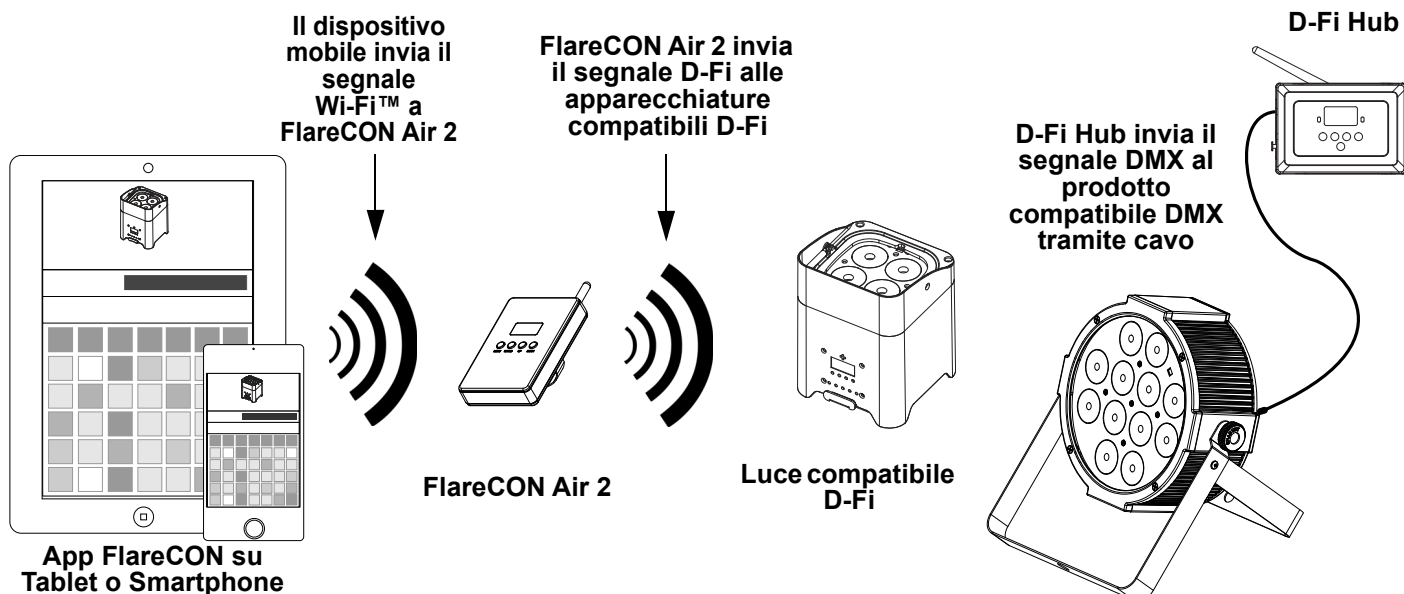 Il dispositivo
mobile invia il
segnale
Wi-Fi™ a
FlareCON Air 2
FlareCON Air 2 invia
il segnale D-Fi alle
apparecchiature
compatibili D-Fi
D-Fi Hub
D-Fi Hub invia il
segnale DMX al
prodotto
compatibile DMX
tramite cavo
FlareCON Air 2
Luce compatibile
D-Fi
App FlareCON su
Tablet o Smartphone